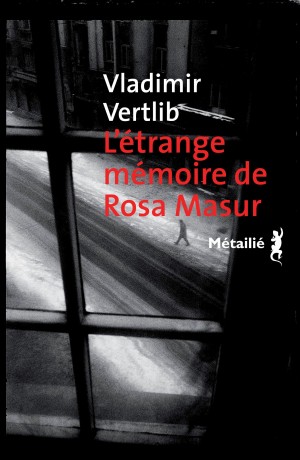 Vladimir
Vertlib
L'étrange
mémoire de
Rosa Masur
Métailié